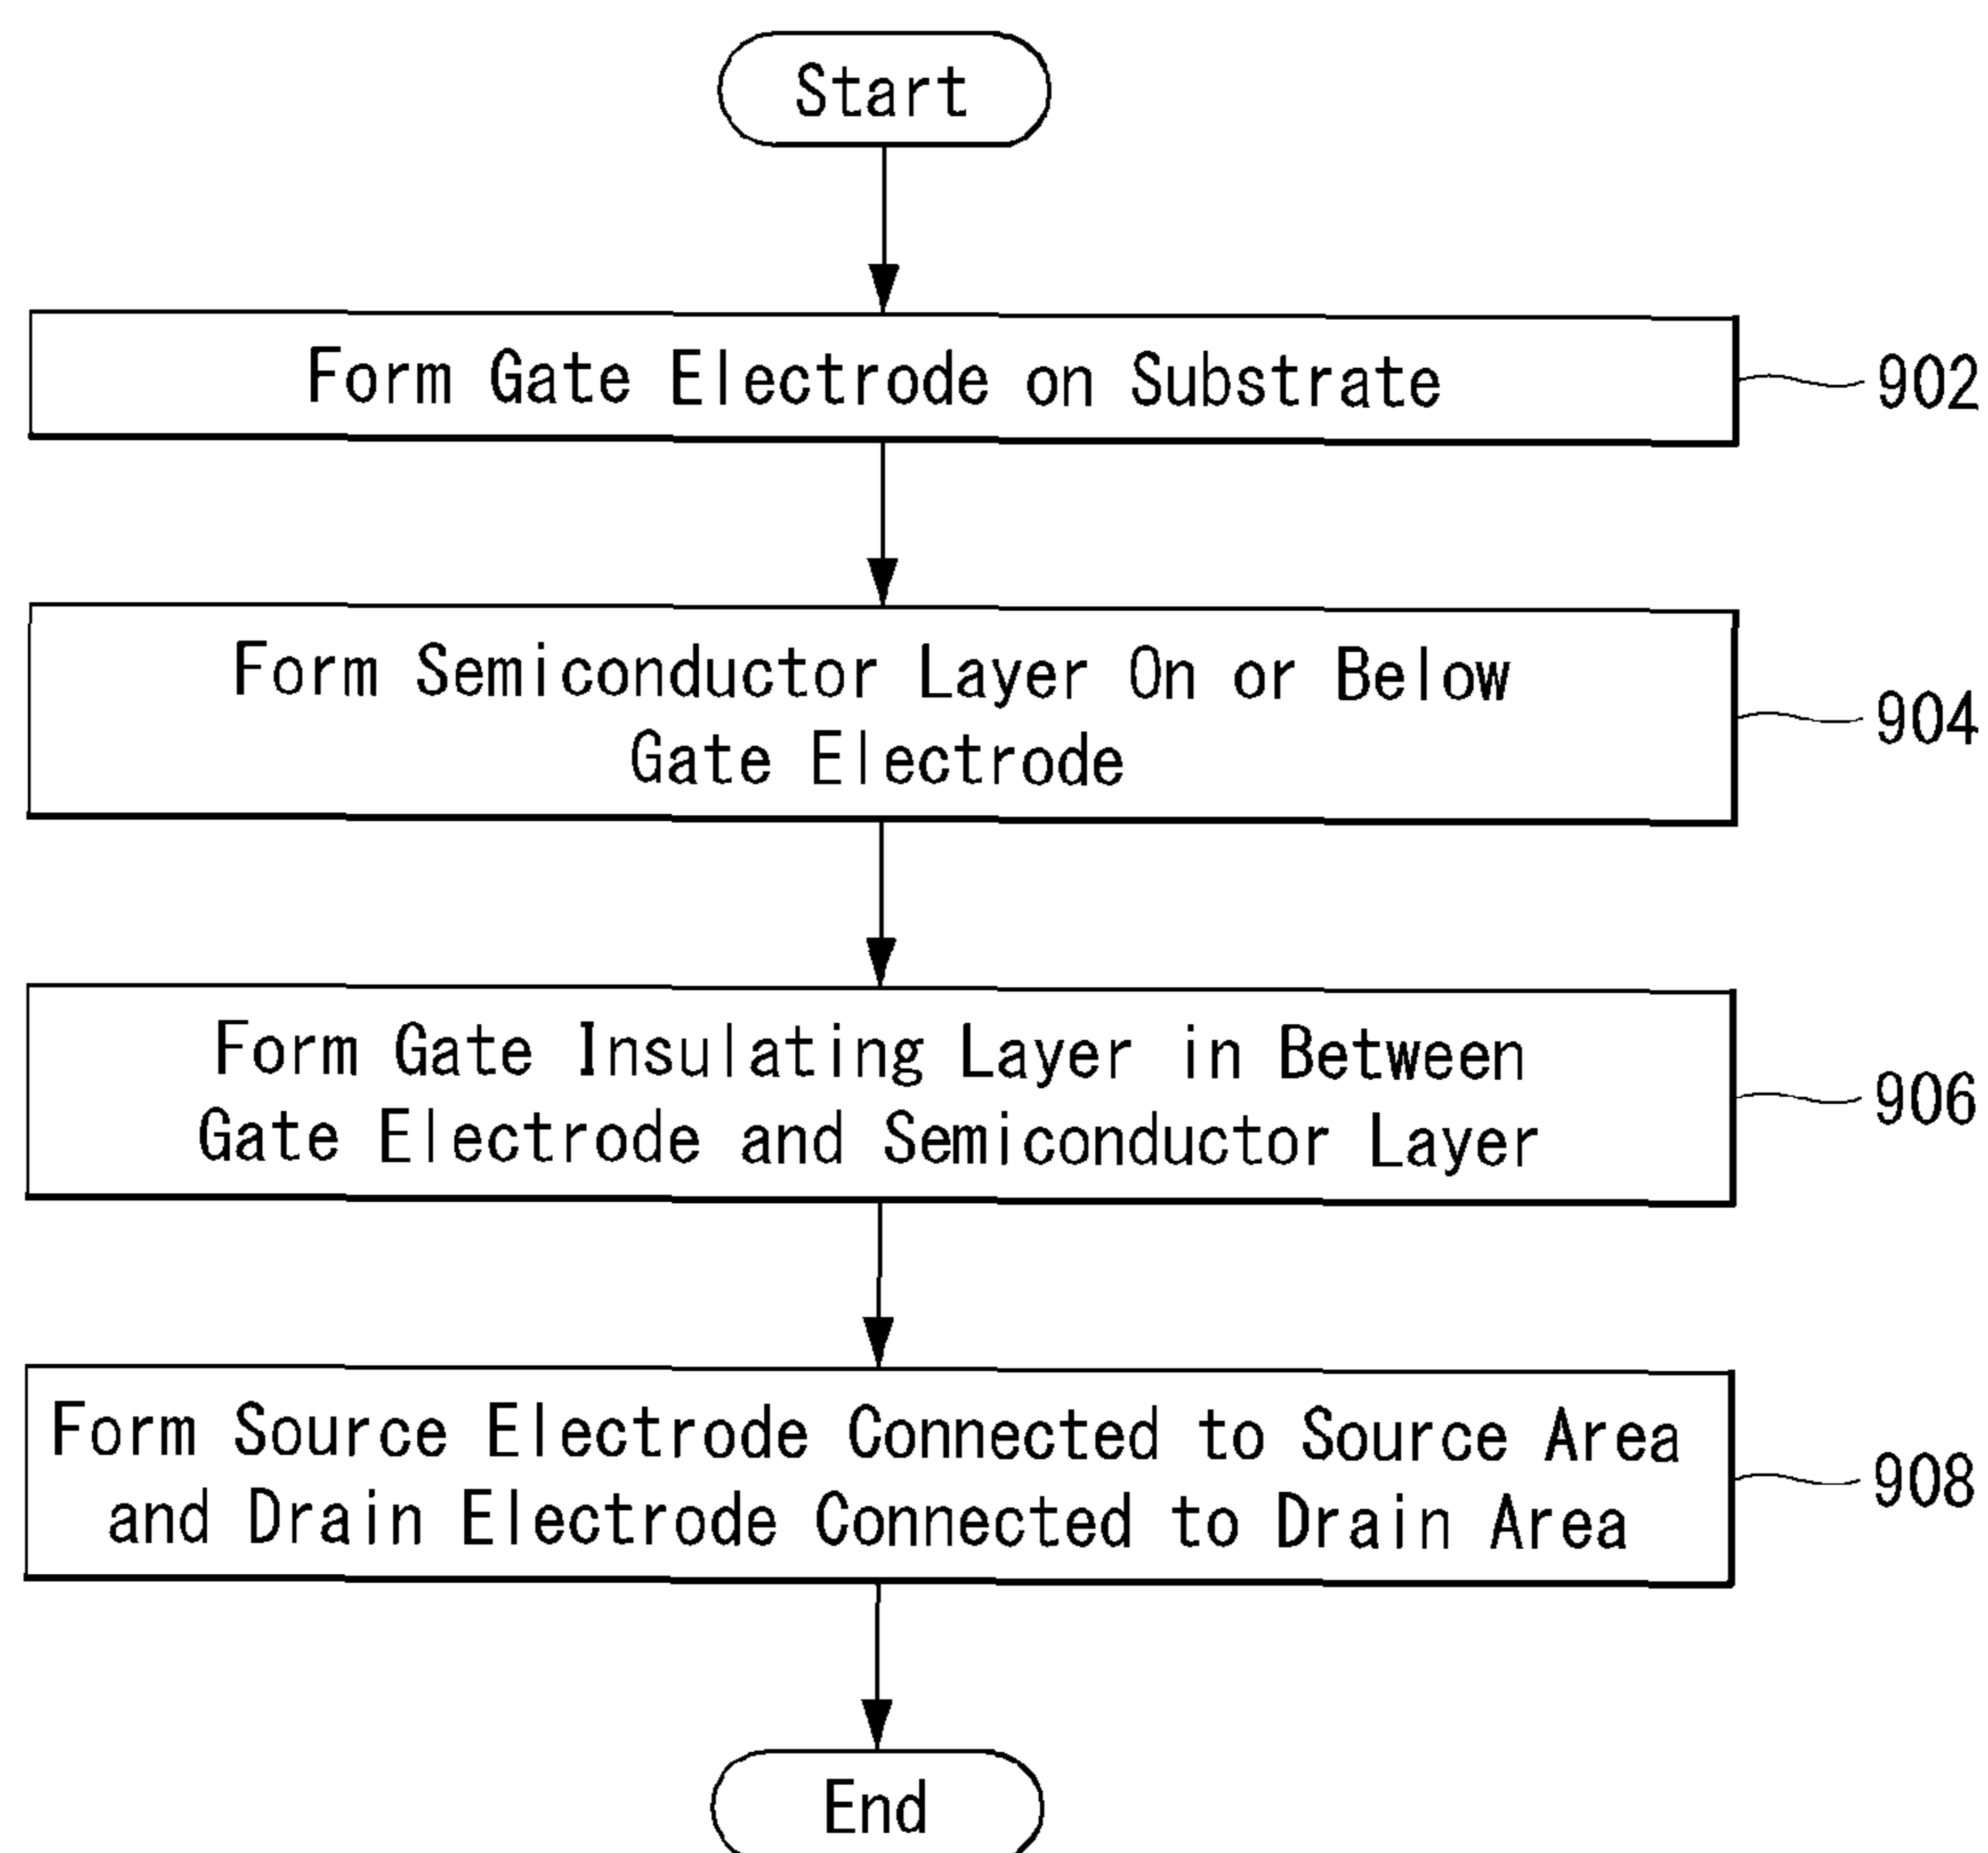 Start
Form Gate Electrode on Substrate
902
Form Semiconductor Layer On or Below
Gate Electrode
904
Form Gate Insulating Layer in Between
Gate Electrode and Semiconductor Layer
906
Form Source Electrode Connected to Source Area
and Drain Electrode Connected to Drain Area
908
End